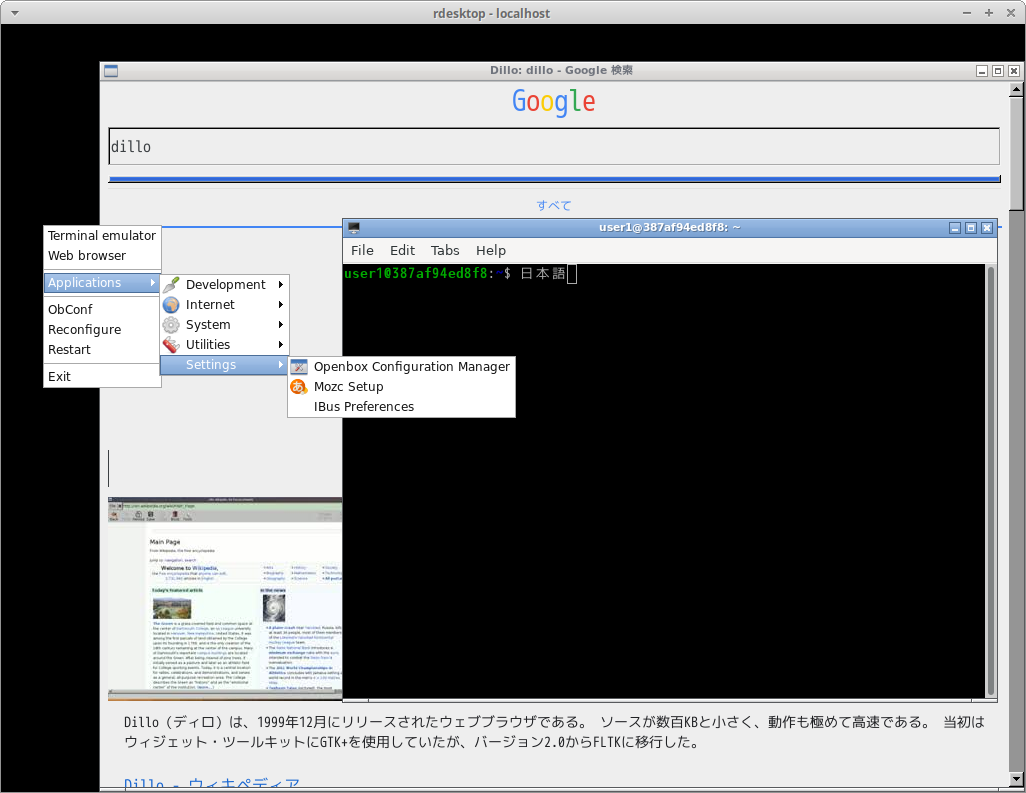 rdesktop - localhost
Dillo: dillo - Google 検索
Google
dillo
すべて
user1@387af94ed8f8: ~
File Edit Tabs Help
user1@387af94ed8f8:~$ 日本語
Terminal emulator
Web browser
Applications
ObConf
Reconfigure
Restart
Exit
Development
Internet
System
Utilities
Settings
Openbox Configuration Manager
Mozc Setup
IBus Preferences
Main Page
Welcome to Wikipedia,
Today's featured article
In the news
Dillo（ディロ）は、1999年12月にリリースされたウェブブラウザである。 ソースが数百KBと小さく、動作も極めて高速である。 当初は
ウィジェット・ツールキットにGTK+を使用していたが、バージョン2.0からFLTKに移行した。
Dillo - ウィキペディア